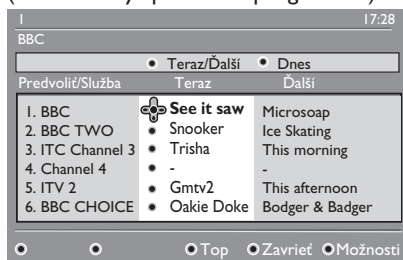 1 17:28
BBC
Teraz/Ďalší Dnes
Predvoliť/Služba Teraz Ďalší
1. BBC See it saw Microsoap
2. BBC TWO Snooker Ice Skating
3. ITC Channel 3 Trisha This morning
4. Channel 4 - -
5. ITV 2 Gmtv2 This afternoon
6. BBC CHOICE Oakie Doke Bodger & Badger
Top Zavrieť Možnosti